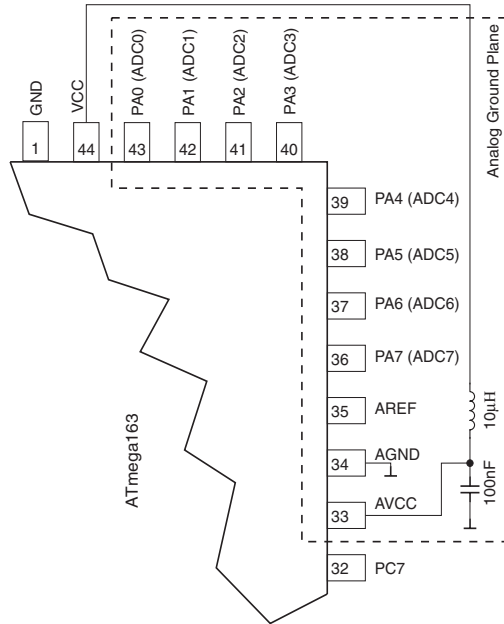 GND
VCC
PA0 (ADC0)
PA1 (ADC1)
PA2 (ADC2)
PA3 (ADC3)
Analog Ground Plane
1
44
43
42
41
40
39 PA4 (ADC4)
38 PA5 (ADC5)
37 PA6 (ADC6)
36 PA7 (ADC7)
35 AREF
34 AGND
33 AVCC
32 PC7
10µH
100nF
ATmega163